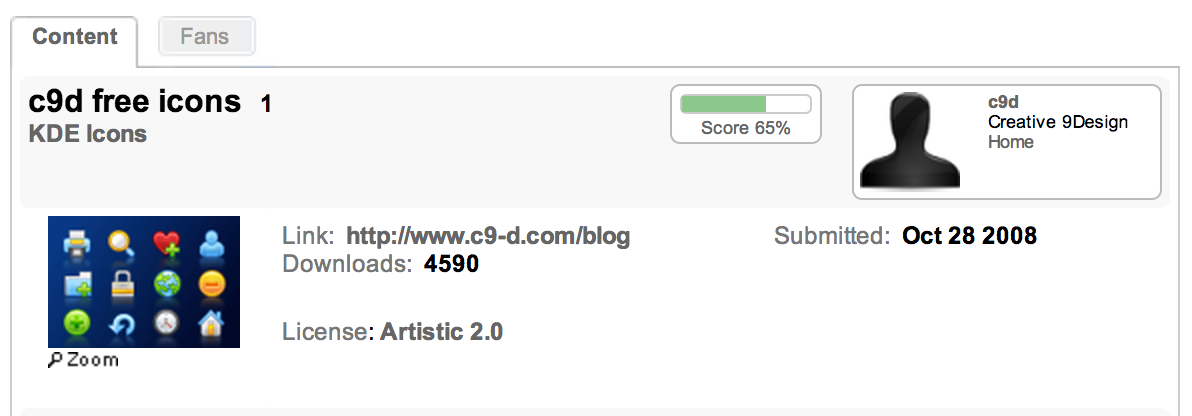 Content
Fans
c9d free icons 1
KDE Icons
Score 65%
c9d
Creative 9Design
Home
Link: http://www.c9-d.com/blog
Submitted: Oct 28 2008
Downloads: 4590
License: Artistic 2.0
Zoom